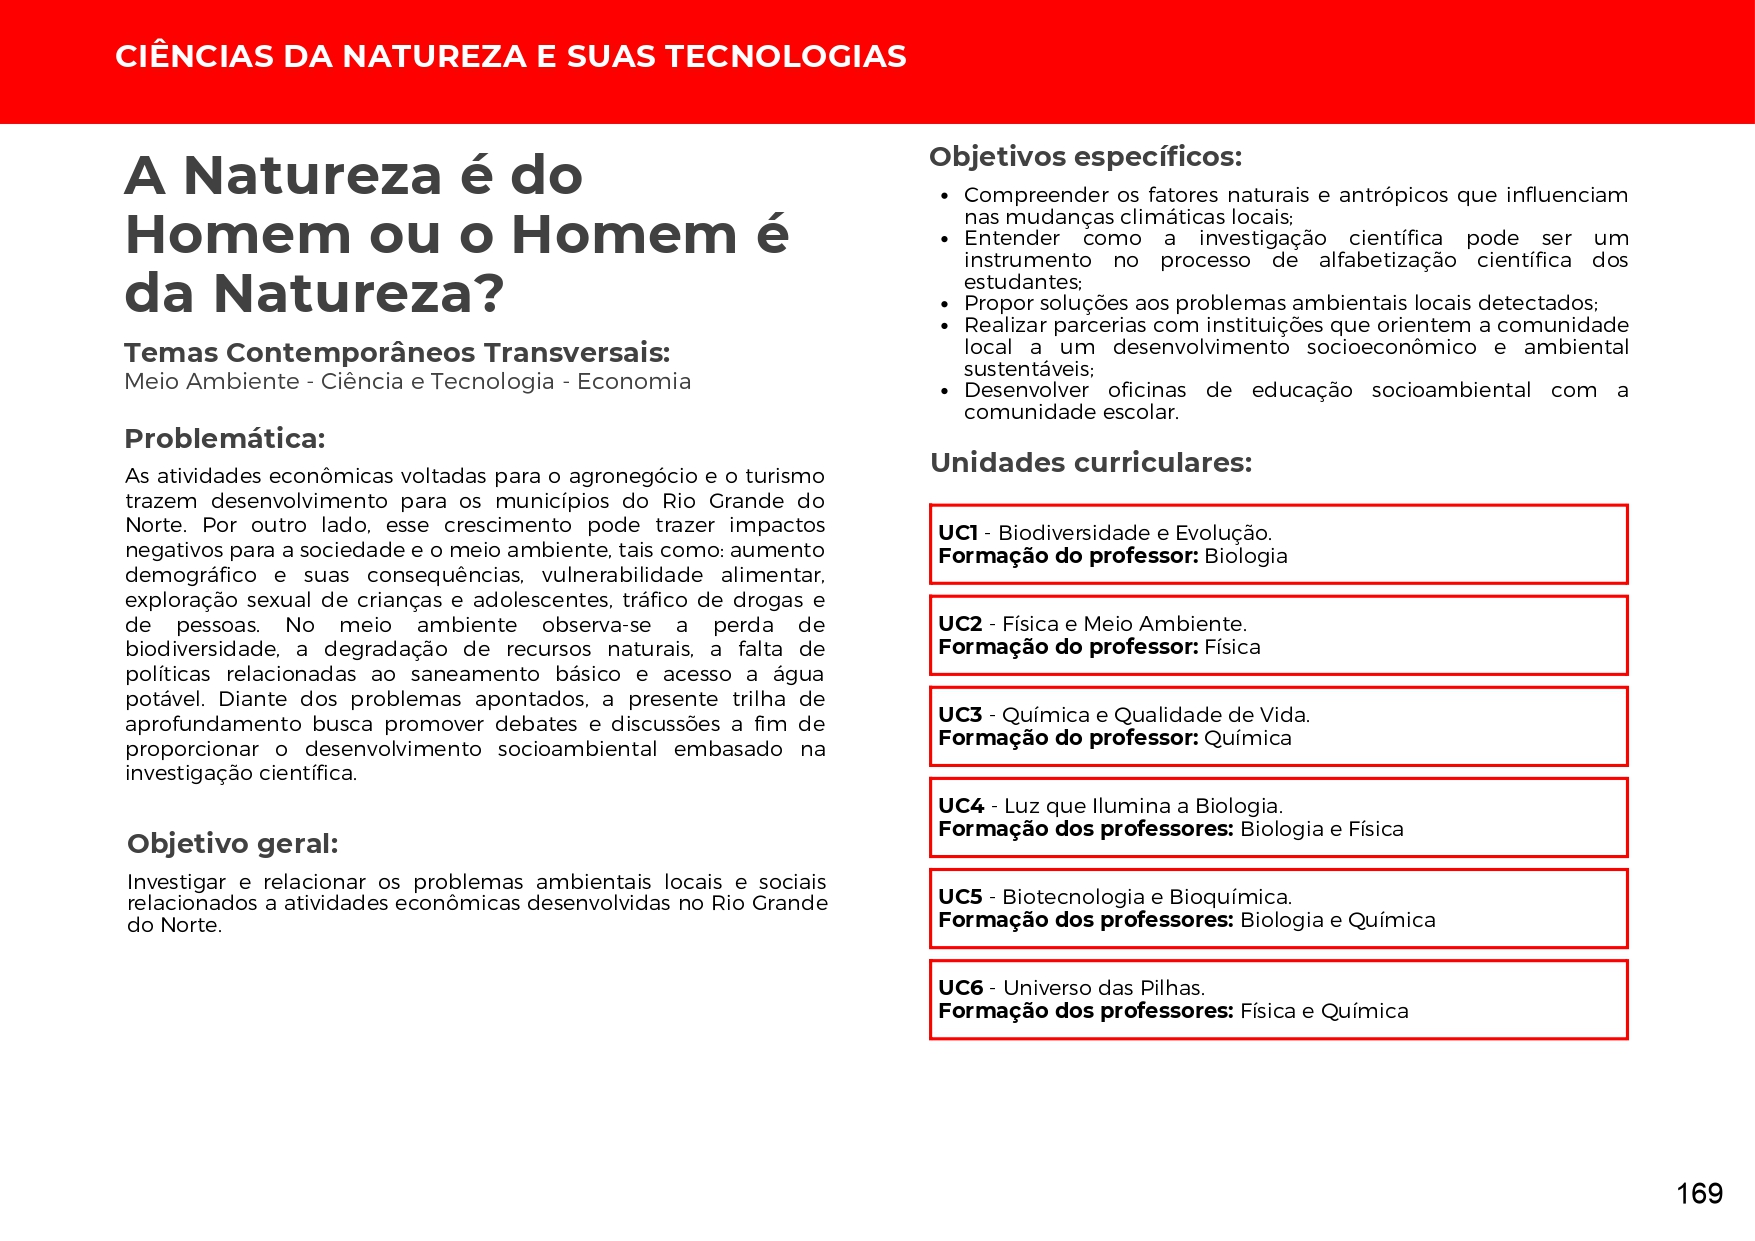 CIÊNCIAS DA NATUREZA E SUAS TECNOLOGIAS
A Natureza é do
Homem ou o Homem é
da Natureza?
Temas Contemporâneos Transversais:
Meio Ambiente - Ciência e Tecnologia - Economia
Problemática:
As atividades econômicas voltadas para o agronegócio e o turismo
trazem desenvolvimento para os municípios do Rio Grande do
Norte. Por outro lado, esse crescimento pode trazer impactos
negativos para a sociedade e o meio ambiente, tais como: aumento
demográfico e suas consequências, vulnerabilidade alimentar,
exploração sexual de crianças e adolescentes, tráfico de drogas e
de pessoas. No meio ambiente observa-se a perda de
biodiversidade, a degradação de recursos naturais, a falta de
políticas relacionadas ao saneamento básico e acesso a água
potável. Diante dos problemas apontados, a presente trilha de
aprofundamento busca promover debates e discussões a fim de
proporcionar o desenvolvimento socioambiental embasado na
investigação científica.
Objetivo geral:
Investigar e relacionar os problemas ambientais locais e sociais
relacionados a atividades econômicas desenvolvidas no Rio Grande
do Norte.
Objetivos específicos:
• Compreender os fatores naturais e antrópicos que influenciam
nas mudanças climáticas locais;
• Entender como a investigação científica pode ser um
instrumento no processo de alfabetização científica dos
estudantes;
• Propor soluções aos problemas ambientais locais detectados;
• Realizar parcerias com instituições que orientem a comunidade
local a um desenvolvimento socioeconômico e ambiental
sustentáveis;
• Desenvolver oficinas de educação socioambiental com a
comunidade escolar.
Unidades curriculares:
UC1 - Biodiversidade e Evolução.
Formação do professor: Biologia
UC2 - Física e Meio Ambiente.
Formação do professor: Física
UC3 - Química e Qualidade de Vida.
Formação do professor: Química
UC4 - Luz que Ilumina a Biologia.
Formação dos professores: Biologia e Física
UC5 - Biotecnologia e Bioquímica.
Formação dos professores: Biologia e Química
UC6 - Universo das Pilhas.
Formação dos professores: Física e Química
169